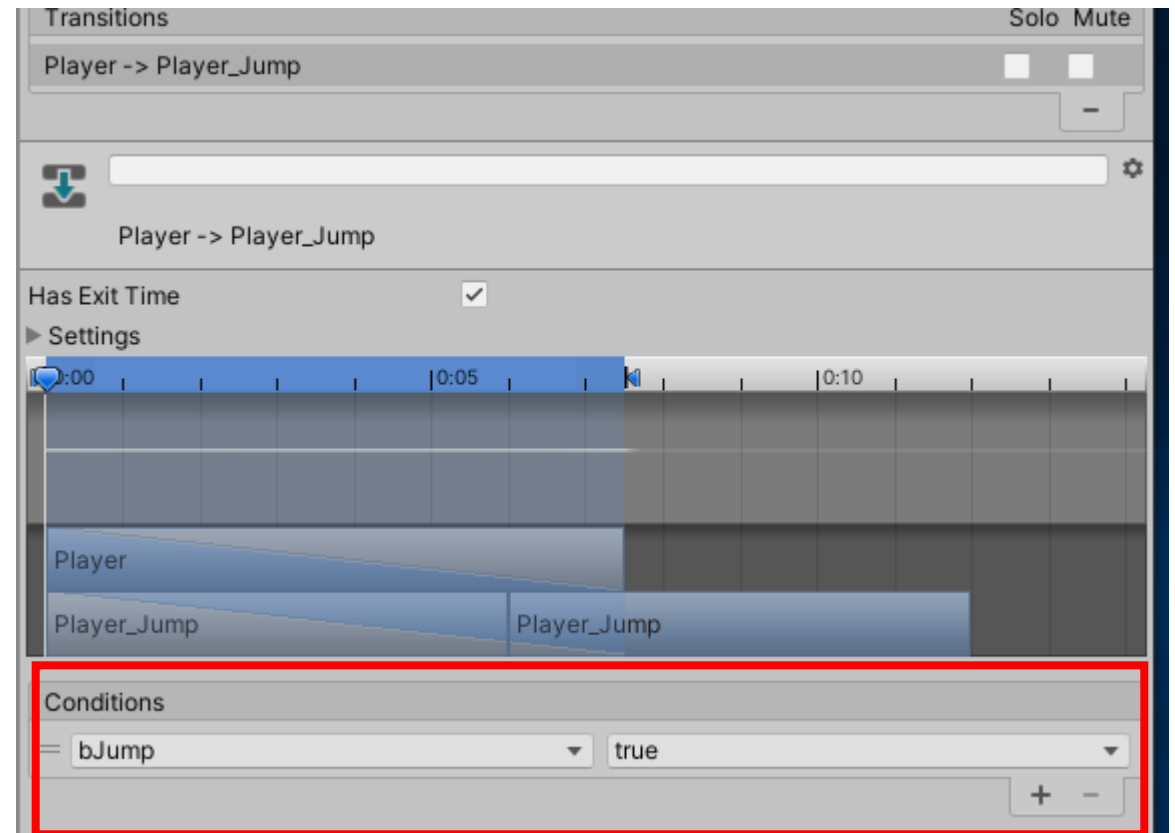 Transitions Solo Mute
Player -> Player_Jump
Player -> Player_Jump
Has Exit Time
Settings
0:00 0:05 0:10
Player
Player_Jump Player_Jump
Conditions
bJump true